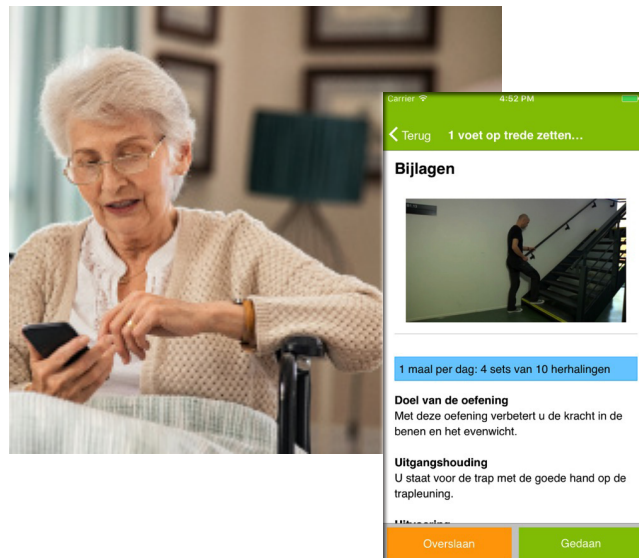 Carrier 4:52 PM
Terug 1 voet op trede zetten...
Bijlagen
1 maal per dag: 4 sets van 10 herhalingen
Doel van de oefening
Met deze oefening verbetert u de kracht in de
benen en het evenwicht.
Uitgangshouding
U staat voor de trap met de goede hand op de
trapleuning.
Uitvoering
Overslaan Gedaan